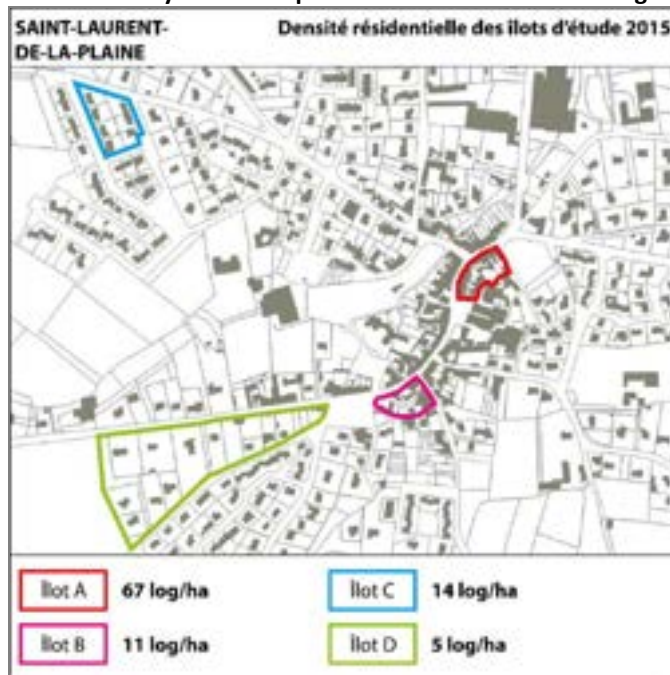 SAINT-LAURENT-
DE-LA-PLAINE
Densité résidentielle des îlots d'étude 2015
Îlot A 67 log/ha
Îlot C 14 log/ha
Îlot B 11 log/ha
Îlot D 5 log/ha